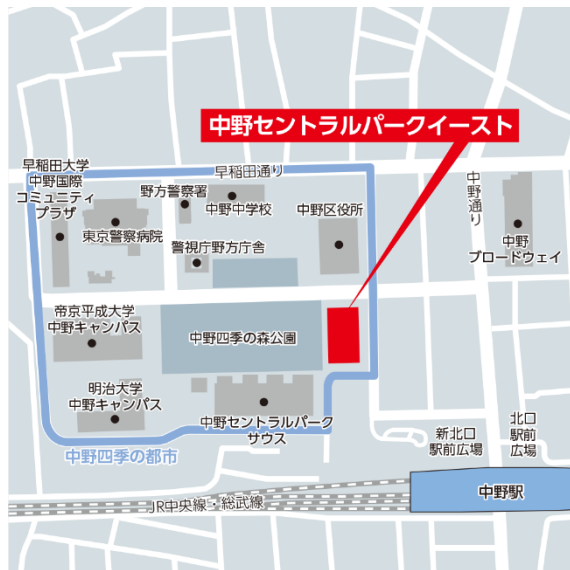 中野セントラルパークイースト
早稲田大学
中野国際
コミュニティ
プラザ
早稲田通り
野方警察署
中野中学校
中野区役所
東京警察病院
警視庁野方庁舎
中野通り
中野
ブロードウェイ
帝京平成大学
中野キャンパス
中野四季の森公園
明治大学
中野キャンパス
中野セントラルパーク
サウス
中野四季の都市
新北口
駅前広場
北口
駅前
広場
中野駅
JR中央線・総武線